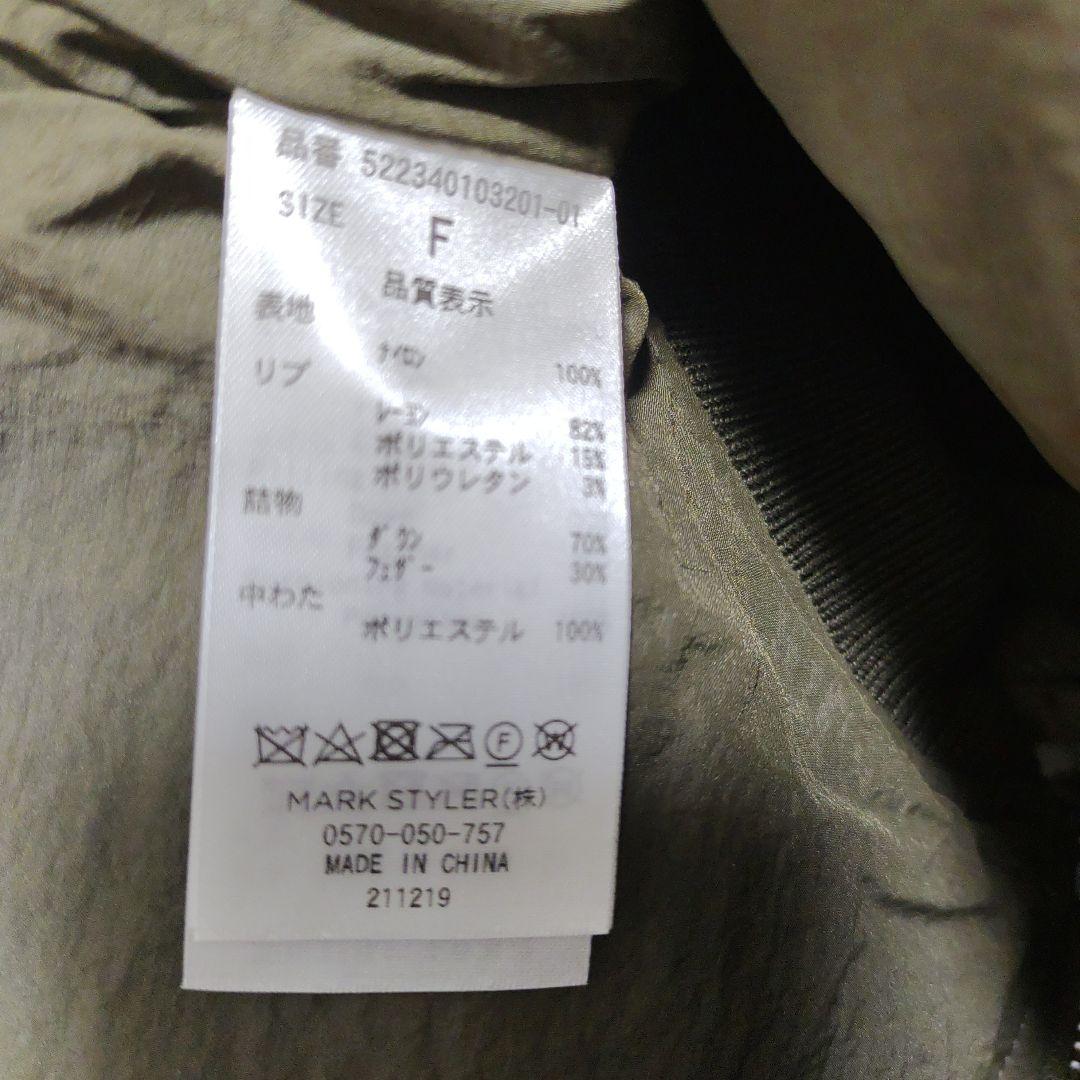 品番 522340103201-01
SIZE F
品質表示
表地
ナイロン 100%
リブ
レーヨン 82%
ポリエステル 15%
ポリウレタン 3%
詰物
ダウン 70%
フェザー 30%
中わた
ポリエステル 100%
F W
MARK STYLER(株)
0570-050-757
MADE IN CHINA
211219